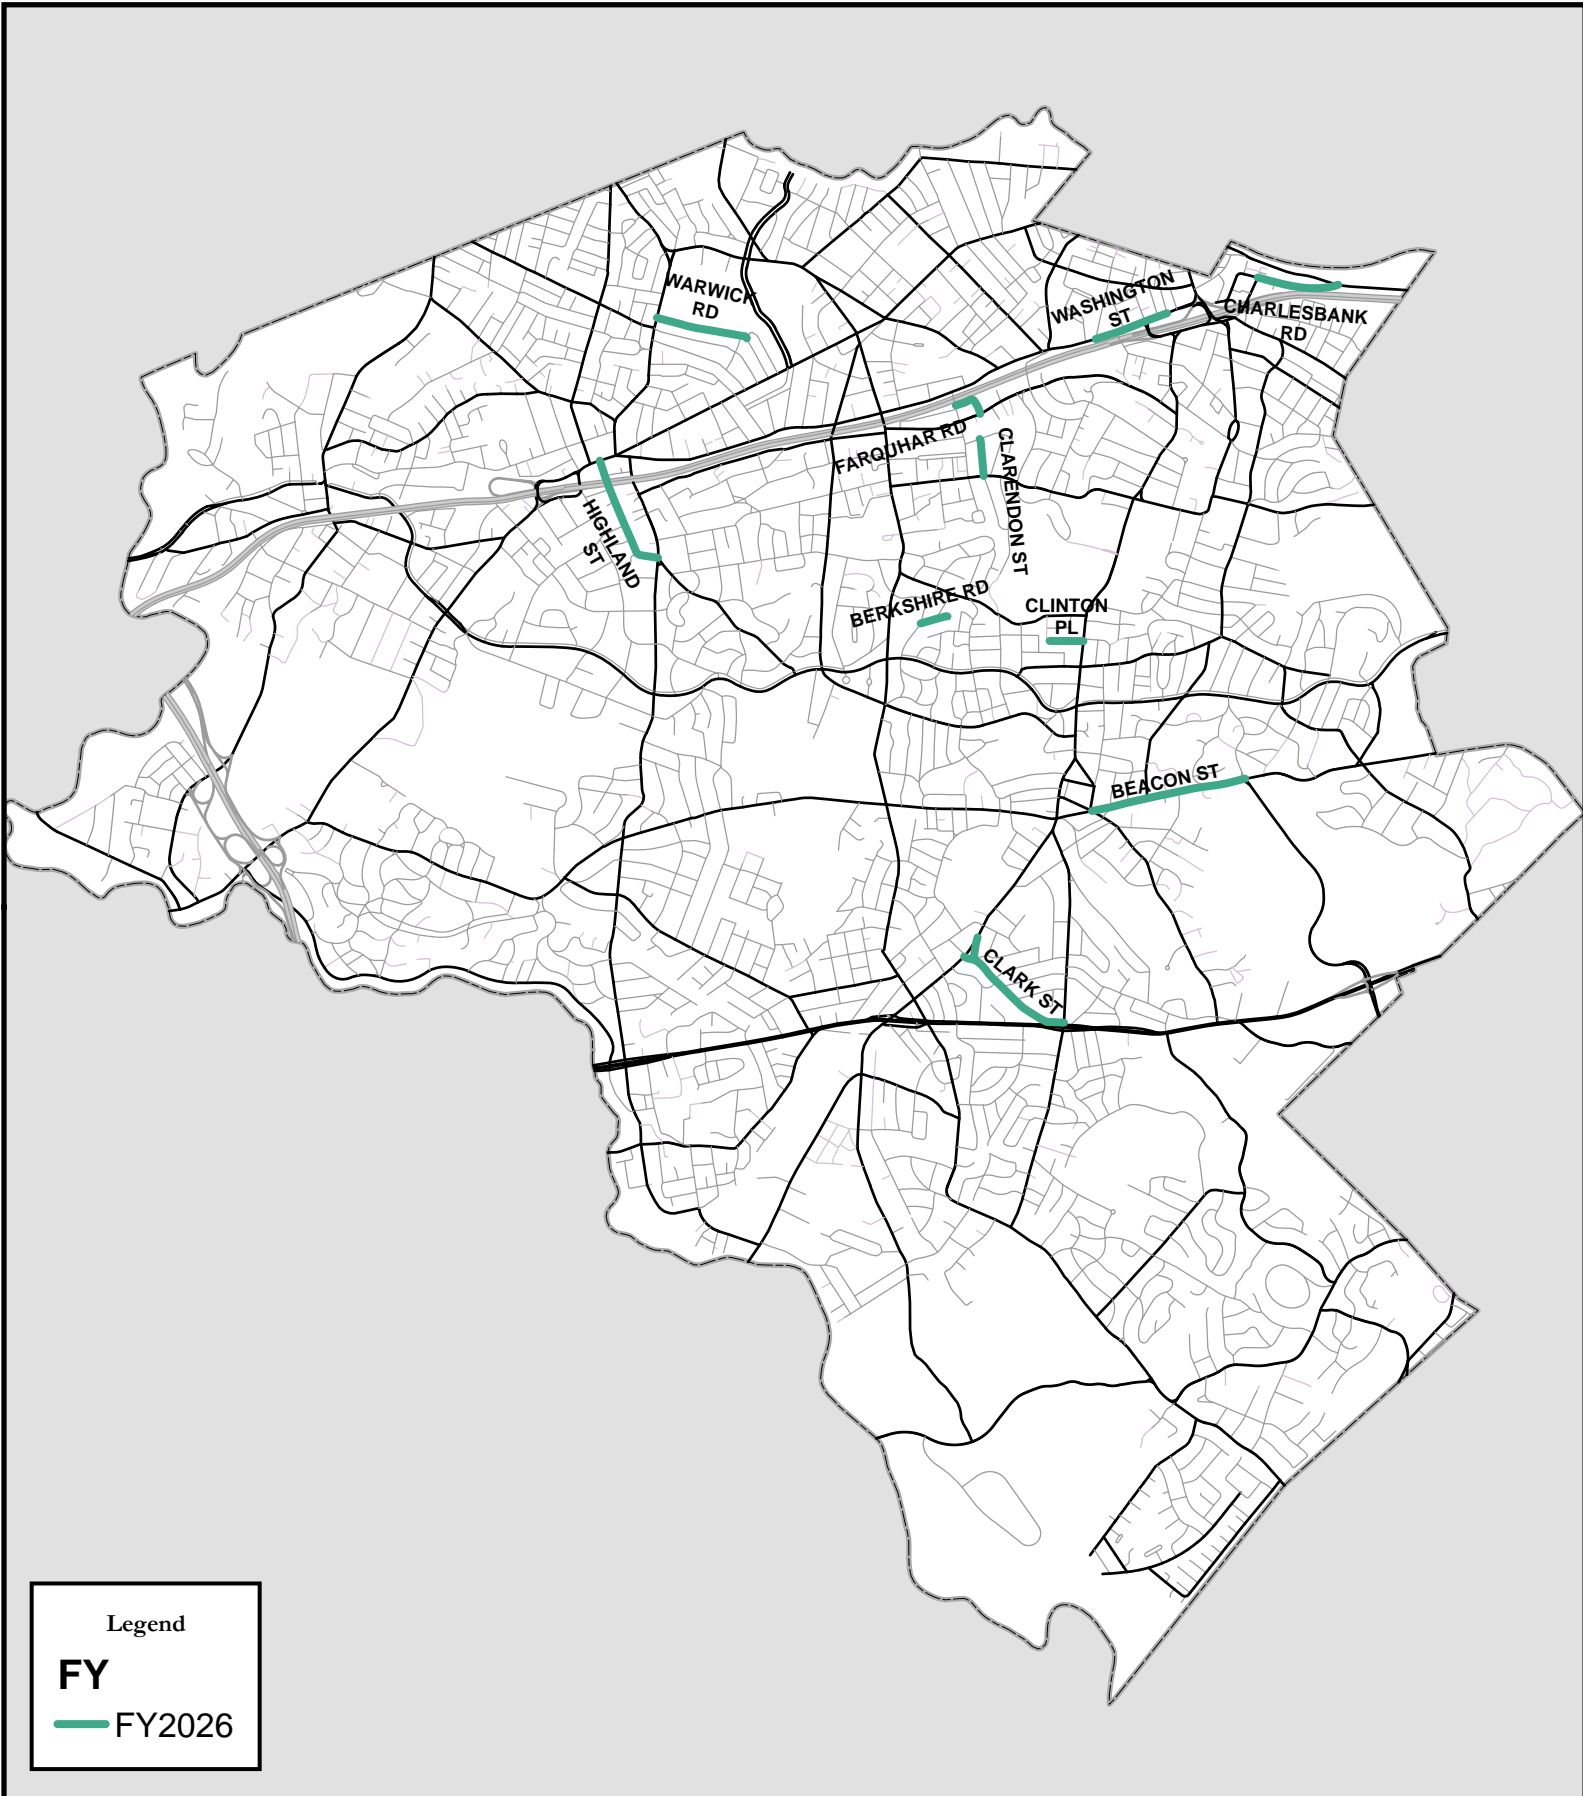 WARWICK
RD
WASHINGTON
ST
CHARLESBANK
RD
FARQUHAR RD
CLARENDON ST
HIGHLAND
ST
BERKSHIRE RD
CLINTON
PL
BEACON ST
CLARK ST
Legend
FY
FY2026